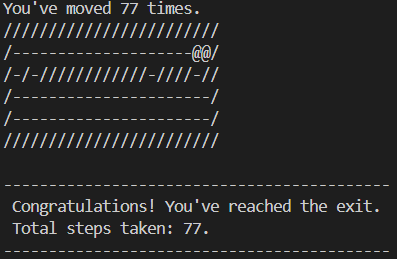 You've moved 77 times.
////////////////////////
/--------------------@@/
/-/-////////////-////-//
/----------------------/
/----------------------/
////////////////////////
-------------------------------------------
Congratulations! You've reached the exit.
Total steps taken: 77.
-------------------------------------------